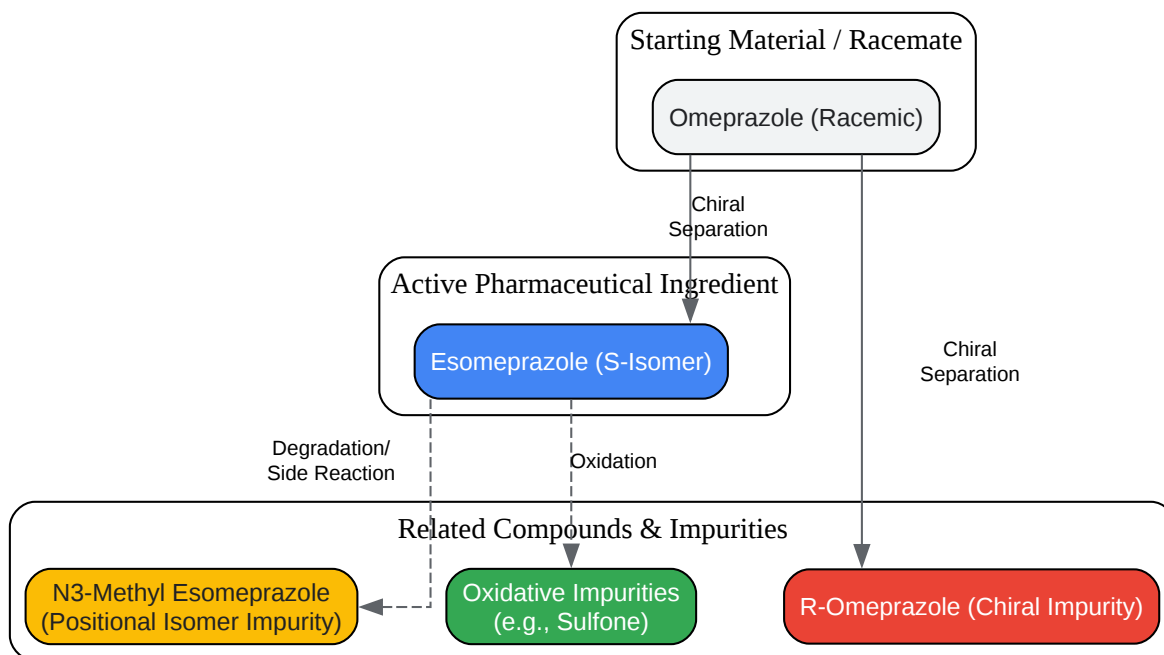 Starting Material / Racemate
Omeprazole (Racemic)
Chiral
Separation
Active Pharmaceutical Ingredient
Esomeprazole (S-Isomer)
Chiral
Separation
Degradation/
Side Reaction
Oxidation
Related Compounds & Impurities
N3-Methyl Esomeprazole
(Positional Isomer Impurity)
Oxidative Impurities
(e.g., Sulfone)
R-Omeprazole (Chiral Impurity)